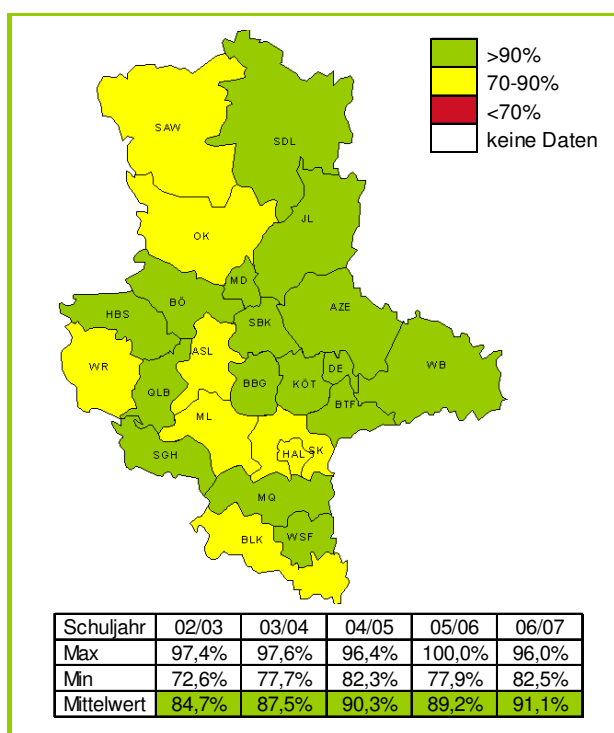 >90%
70-90%
<70%
keine Daten
SAW
SDL
OK
JL
MD
BÖ
HBS
SBK
AZE
ASL
WR
DE
WB
QLB
BBG
KÖT
BTF
ML
SGH
HAL
SK
MQ
BLK
WSF
Schuljahr 02/03 03/04 04/05 05/06 06/07
Max 97,4% 97,6% 96,4% 100,0% 96,0%
Min 72,6% 77,7% 82,3% 77,9% 82,5%
Mittelwert 84,7% 87,5% 90,3% 89,2% 91,1%